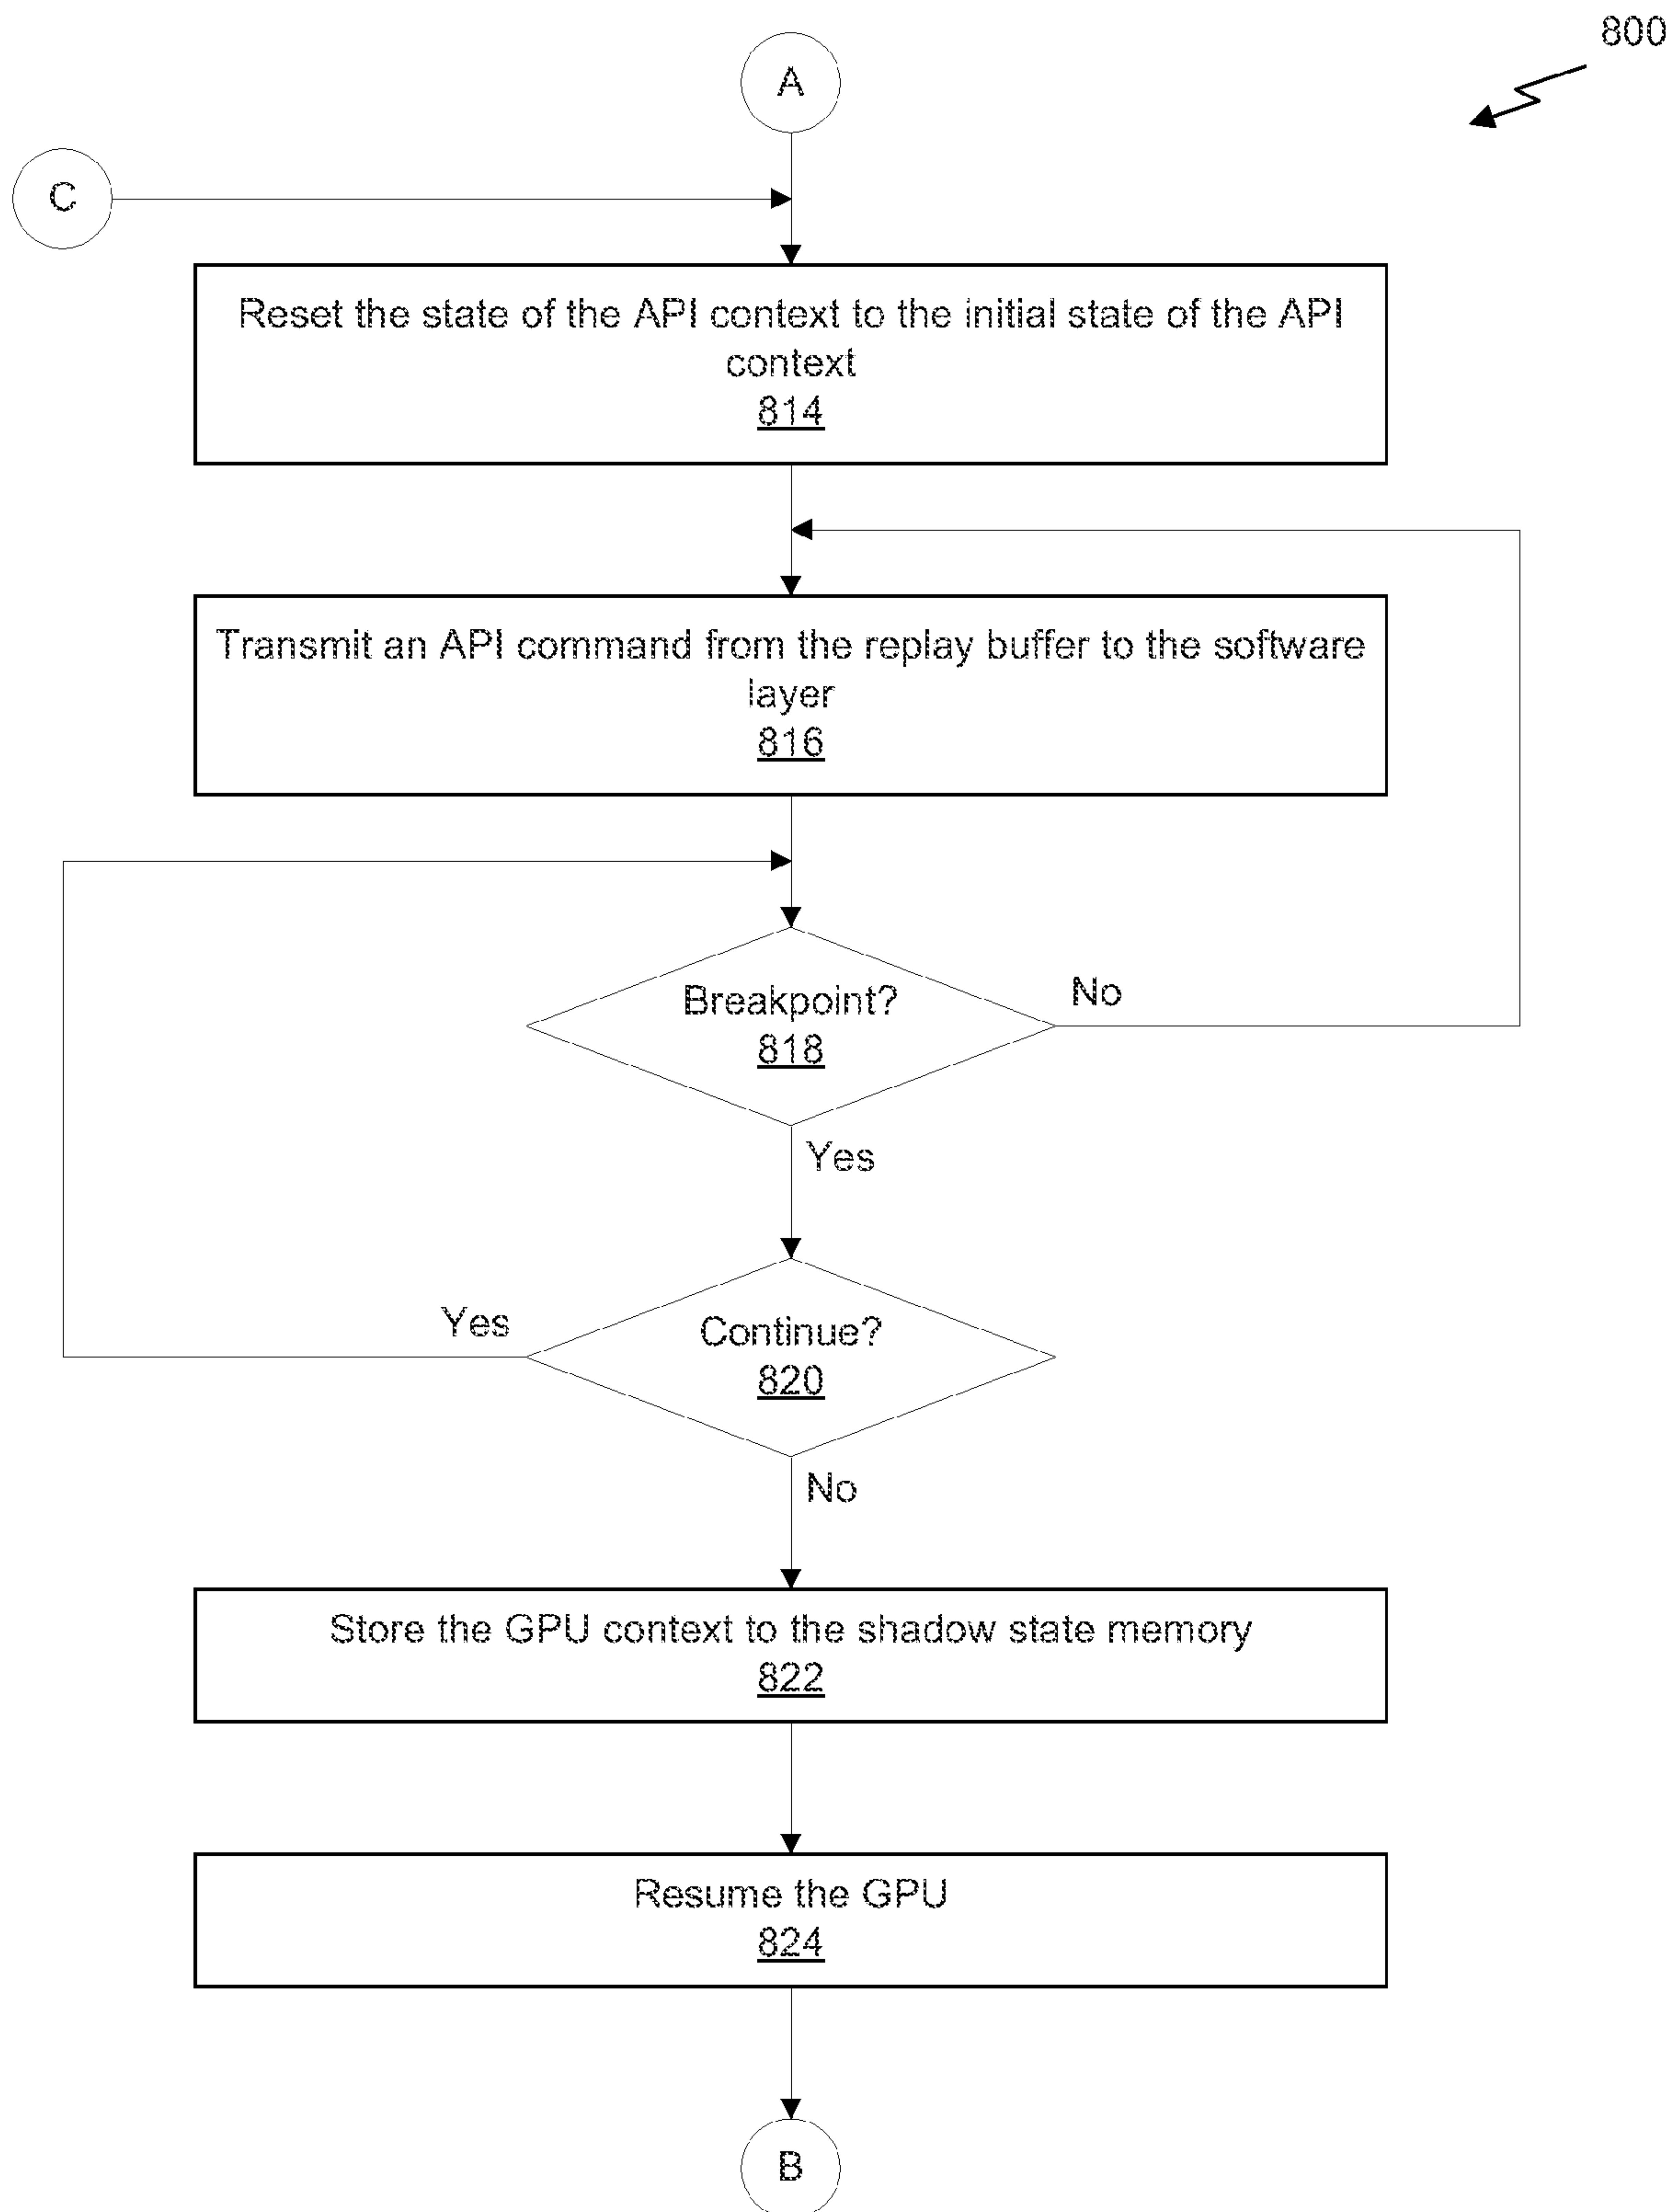 800
A
C
Reset the state of the API context to the initial state of the API
context
814
Transmit an API command from the replay buffer to the software
layer
816
Breakpoint?
818
No
Yes
Continue?
820
Yes
No
Store the GPU context to the shadow state memory
822
Resume the GPU
824
B